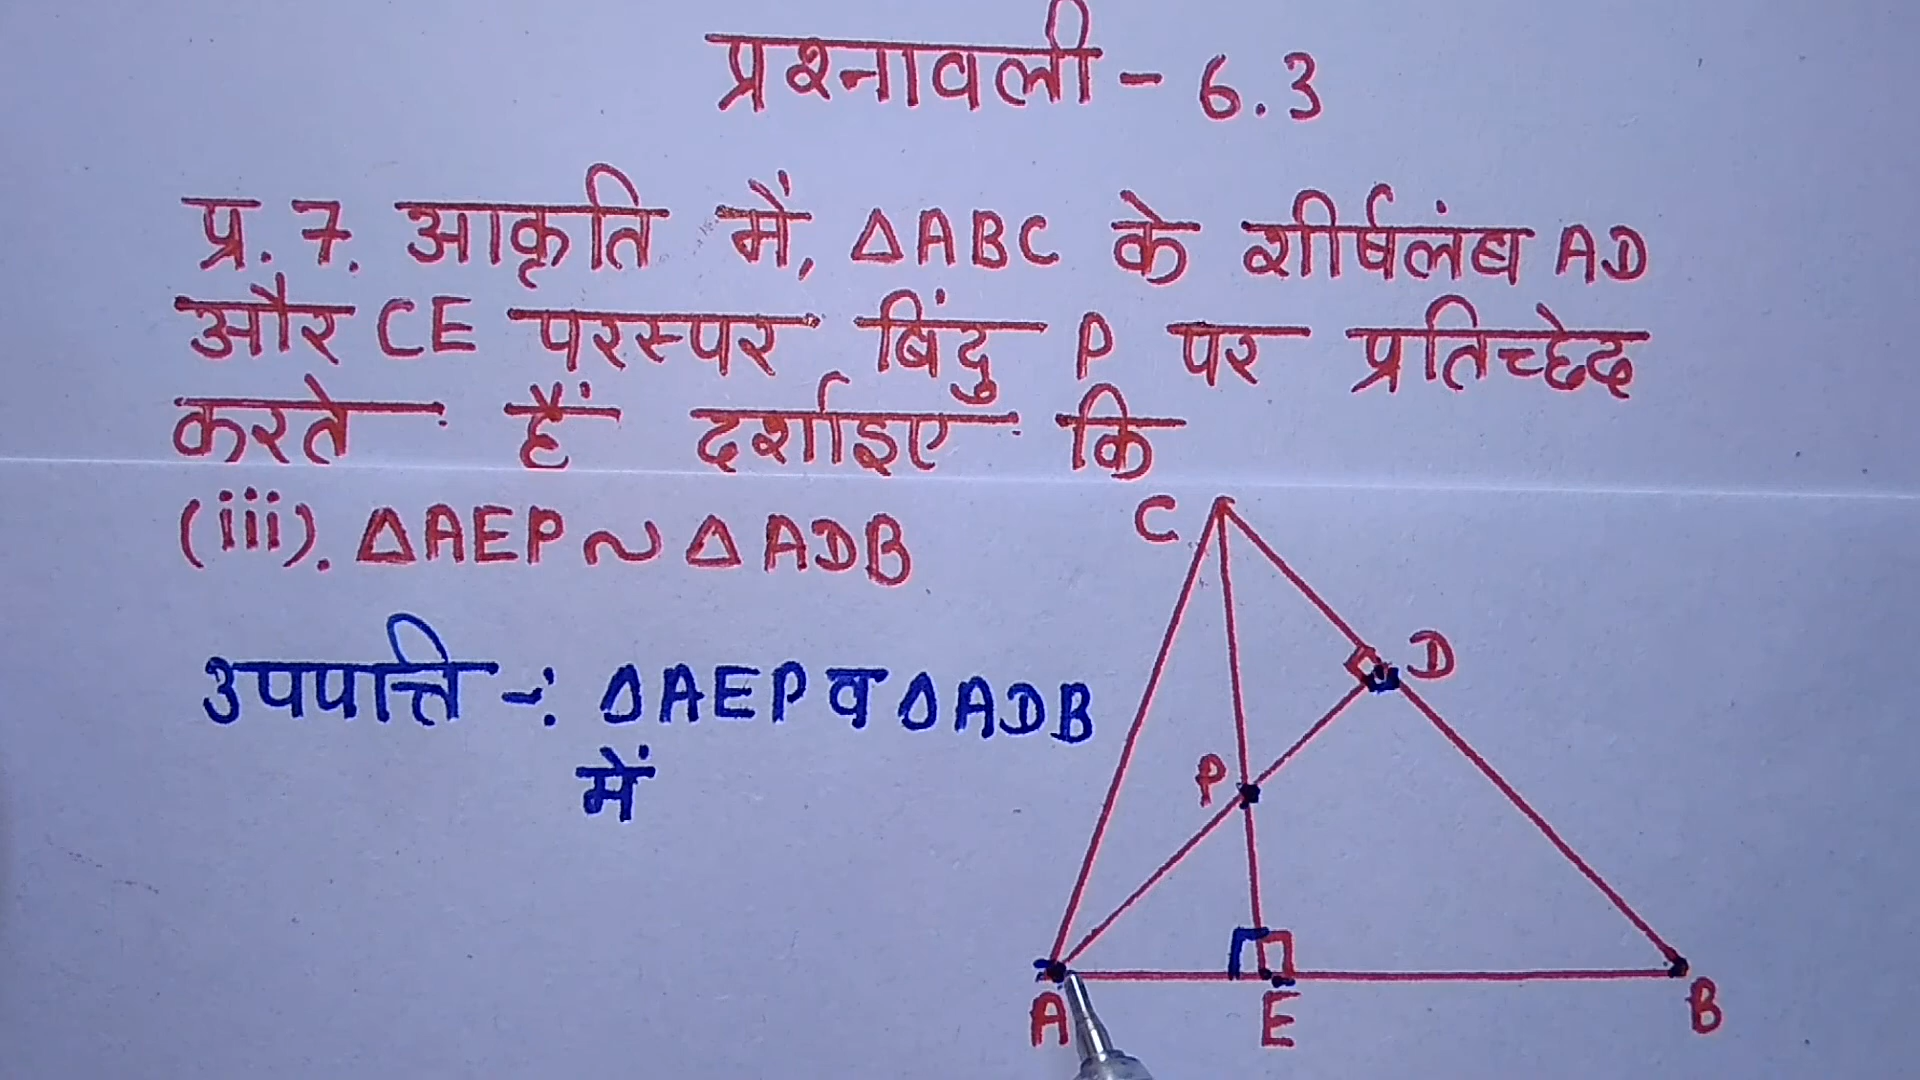 प्रश्नावली - 6.3
प्र. 7. आकृति में, △ABC के शीर्षलंब AD
और CE परस्पर बिंदु P पर प्रतिच्छेद
करते हैं दर्शाइए कि
(iii). △AEP ~ △ADB
उपपत्ति -: △AEP व △ADB
में
C
D
P
A
E
B